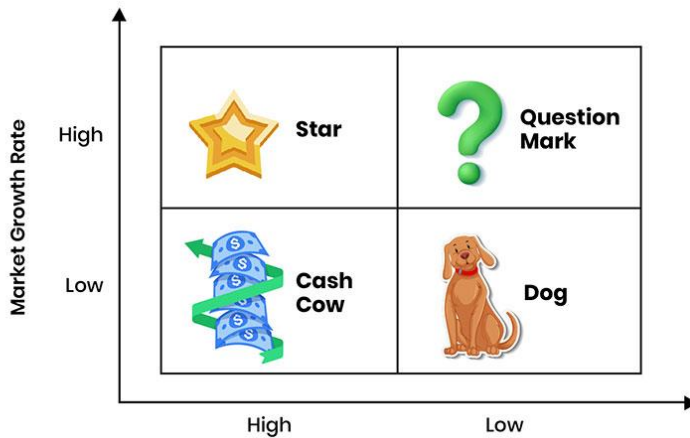 Market Growth Rate
High
Star
Question
Mark
Low
Cash
Cow
Dog
$
$
$
$
$
High
Low